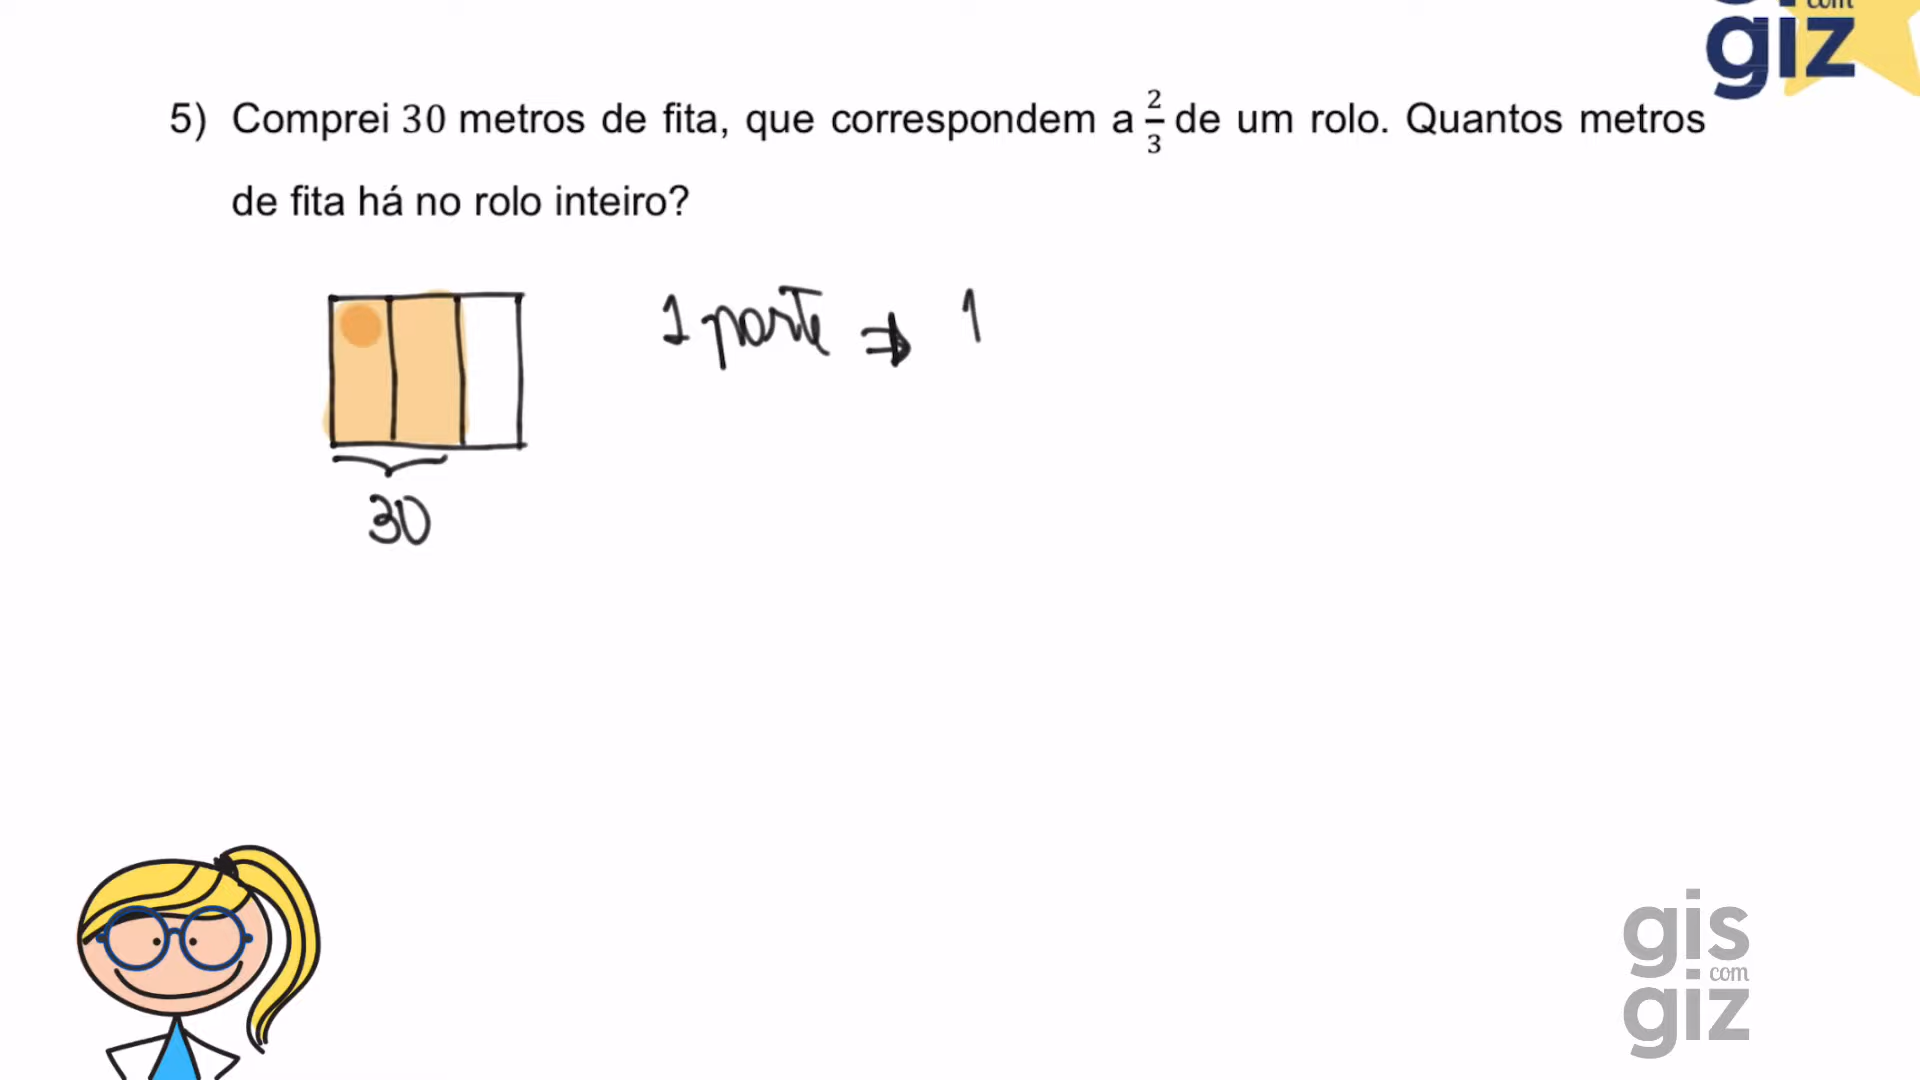 com
giz
5) Comprei 30 metros de fita, que correspondem a 2/3 de um rolo. Quantos metros
de fita há no rolo inteiro?
1 parte ⇒ 1
30
gis
com
giz